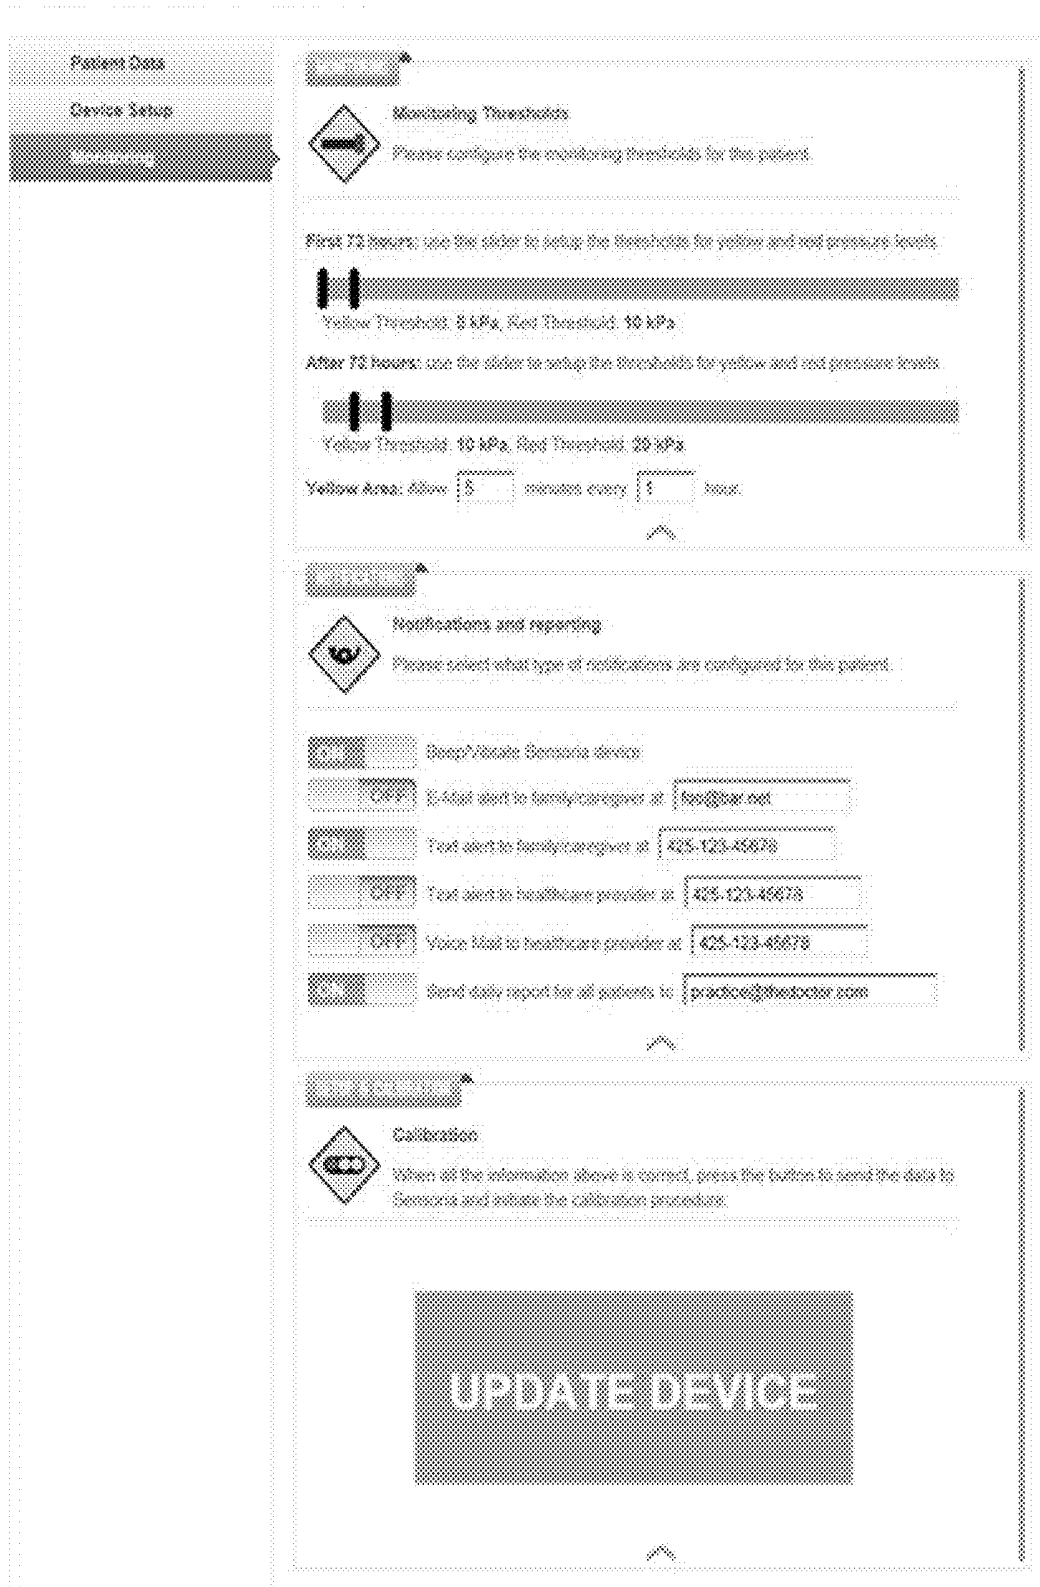 Patient Data
Device Setup
Monitoring
Monitoring Thresholds
Please configure the monitoring thresholds for this patient.
First 72 hours: use the slider to setup the thresholds for yellow and red pressure levels
Yellow Threshold: kPa, Red Threshold: 10 kPa
After 72 hours: use the slider to setup the thresholds for yellow and red pressure levels
Yellow Threshold: 10 kPa, Red Threshold: 20 kPa
Yellow Area: Allow 5 minutes every 1 hour.
Notifications and reporting
Please select what type of notifications are configured for this patient.
ON Beep/Vibrate Sensoria device
OFF E-Mail alert to family/caregiver at foo@bar.net
ON Text alert to family/caregiver at 425-123-45678
OFF Text alert to healthcare provider at 425-123-45678
OFF Voice Mail to healthcare provider at 425-123-45678
ON Send daily report for all patients to practice@thedoctor.com
Calibration
When all the information above is correct, press the button to send the data to
Sensoria and initiate the calibration procedure.
UPDATE DEVICE